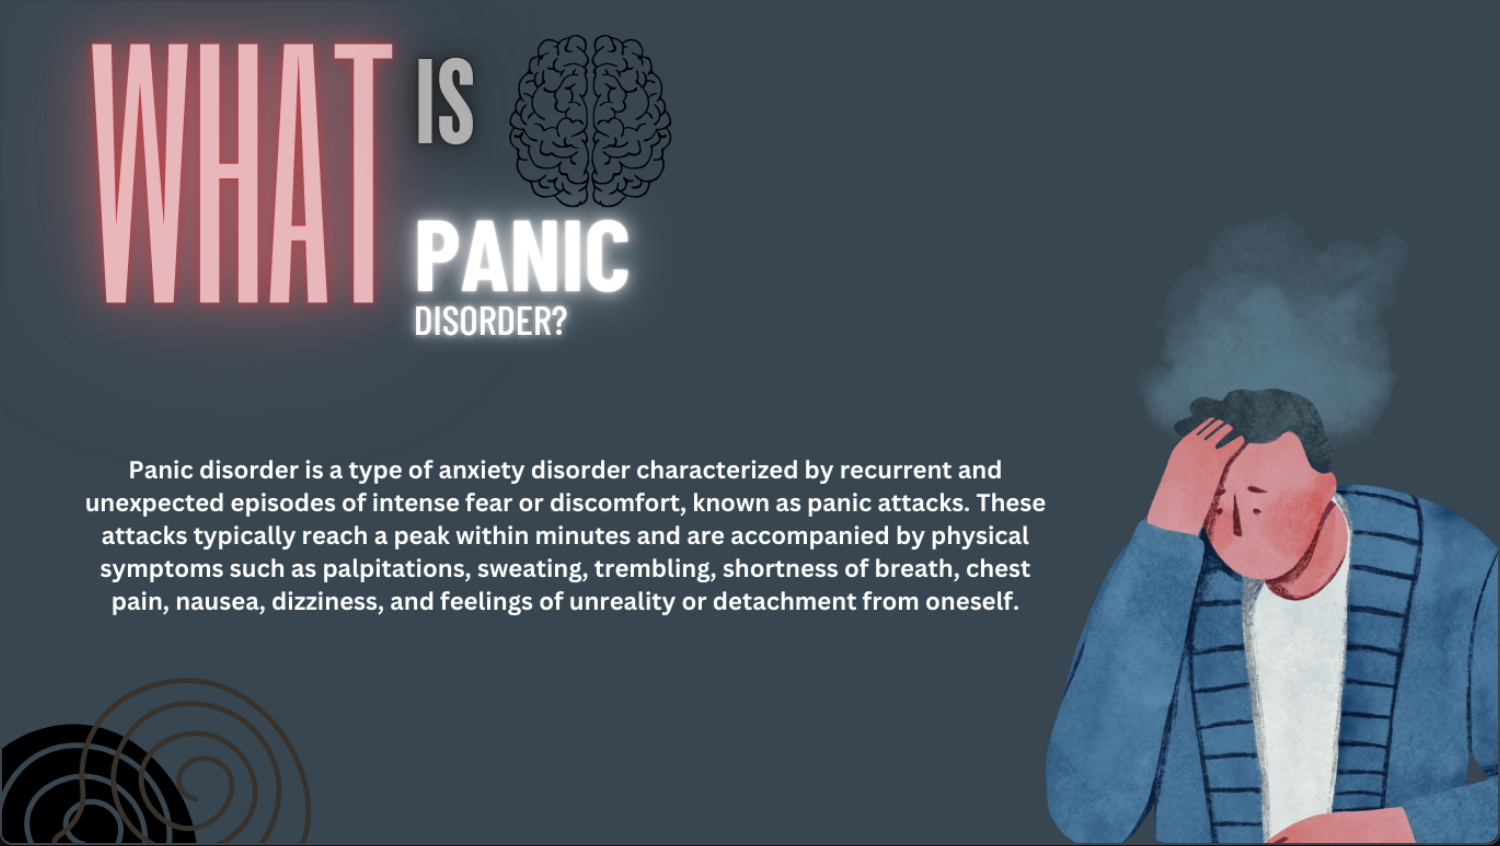 WHAT
IS
PANIC
DISORDER?
Panic disorder is a type of anxiety disorder characterized by recurrent and
unexpected episodes of intense fear or discomfort, known as panic attacks. These
attacks typically reach a peak within minutes and are accompanied by physical
symptoms such as palpitations, sweating, trembling, shortness of breath, chest
pain, nausea, dizziness, and feelings of unreality or detachment from oneself.